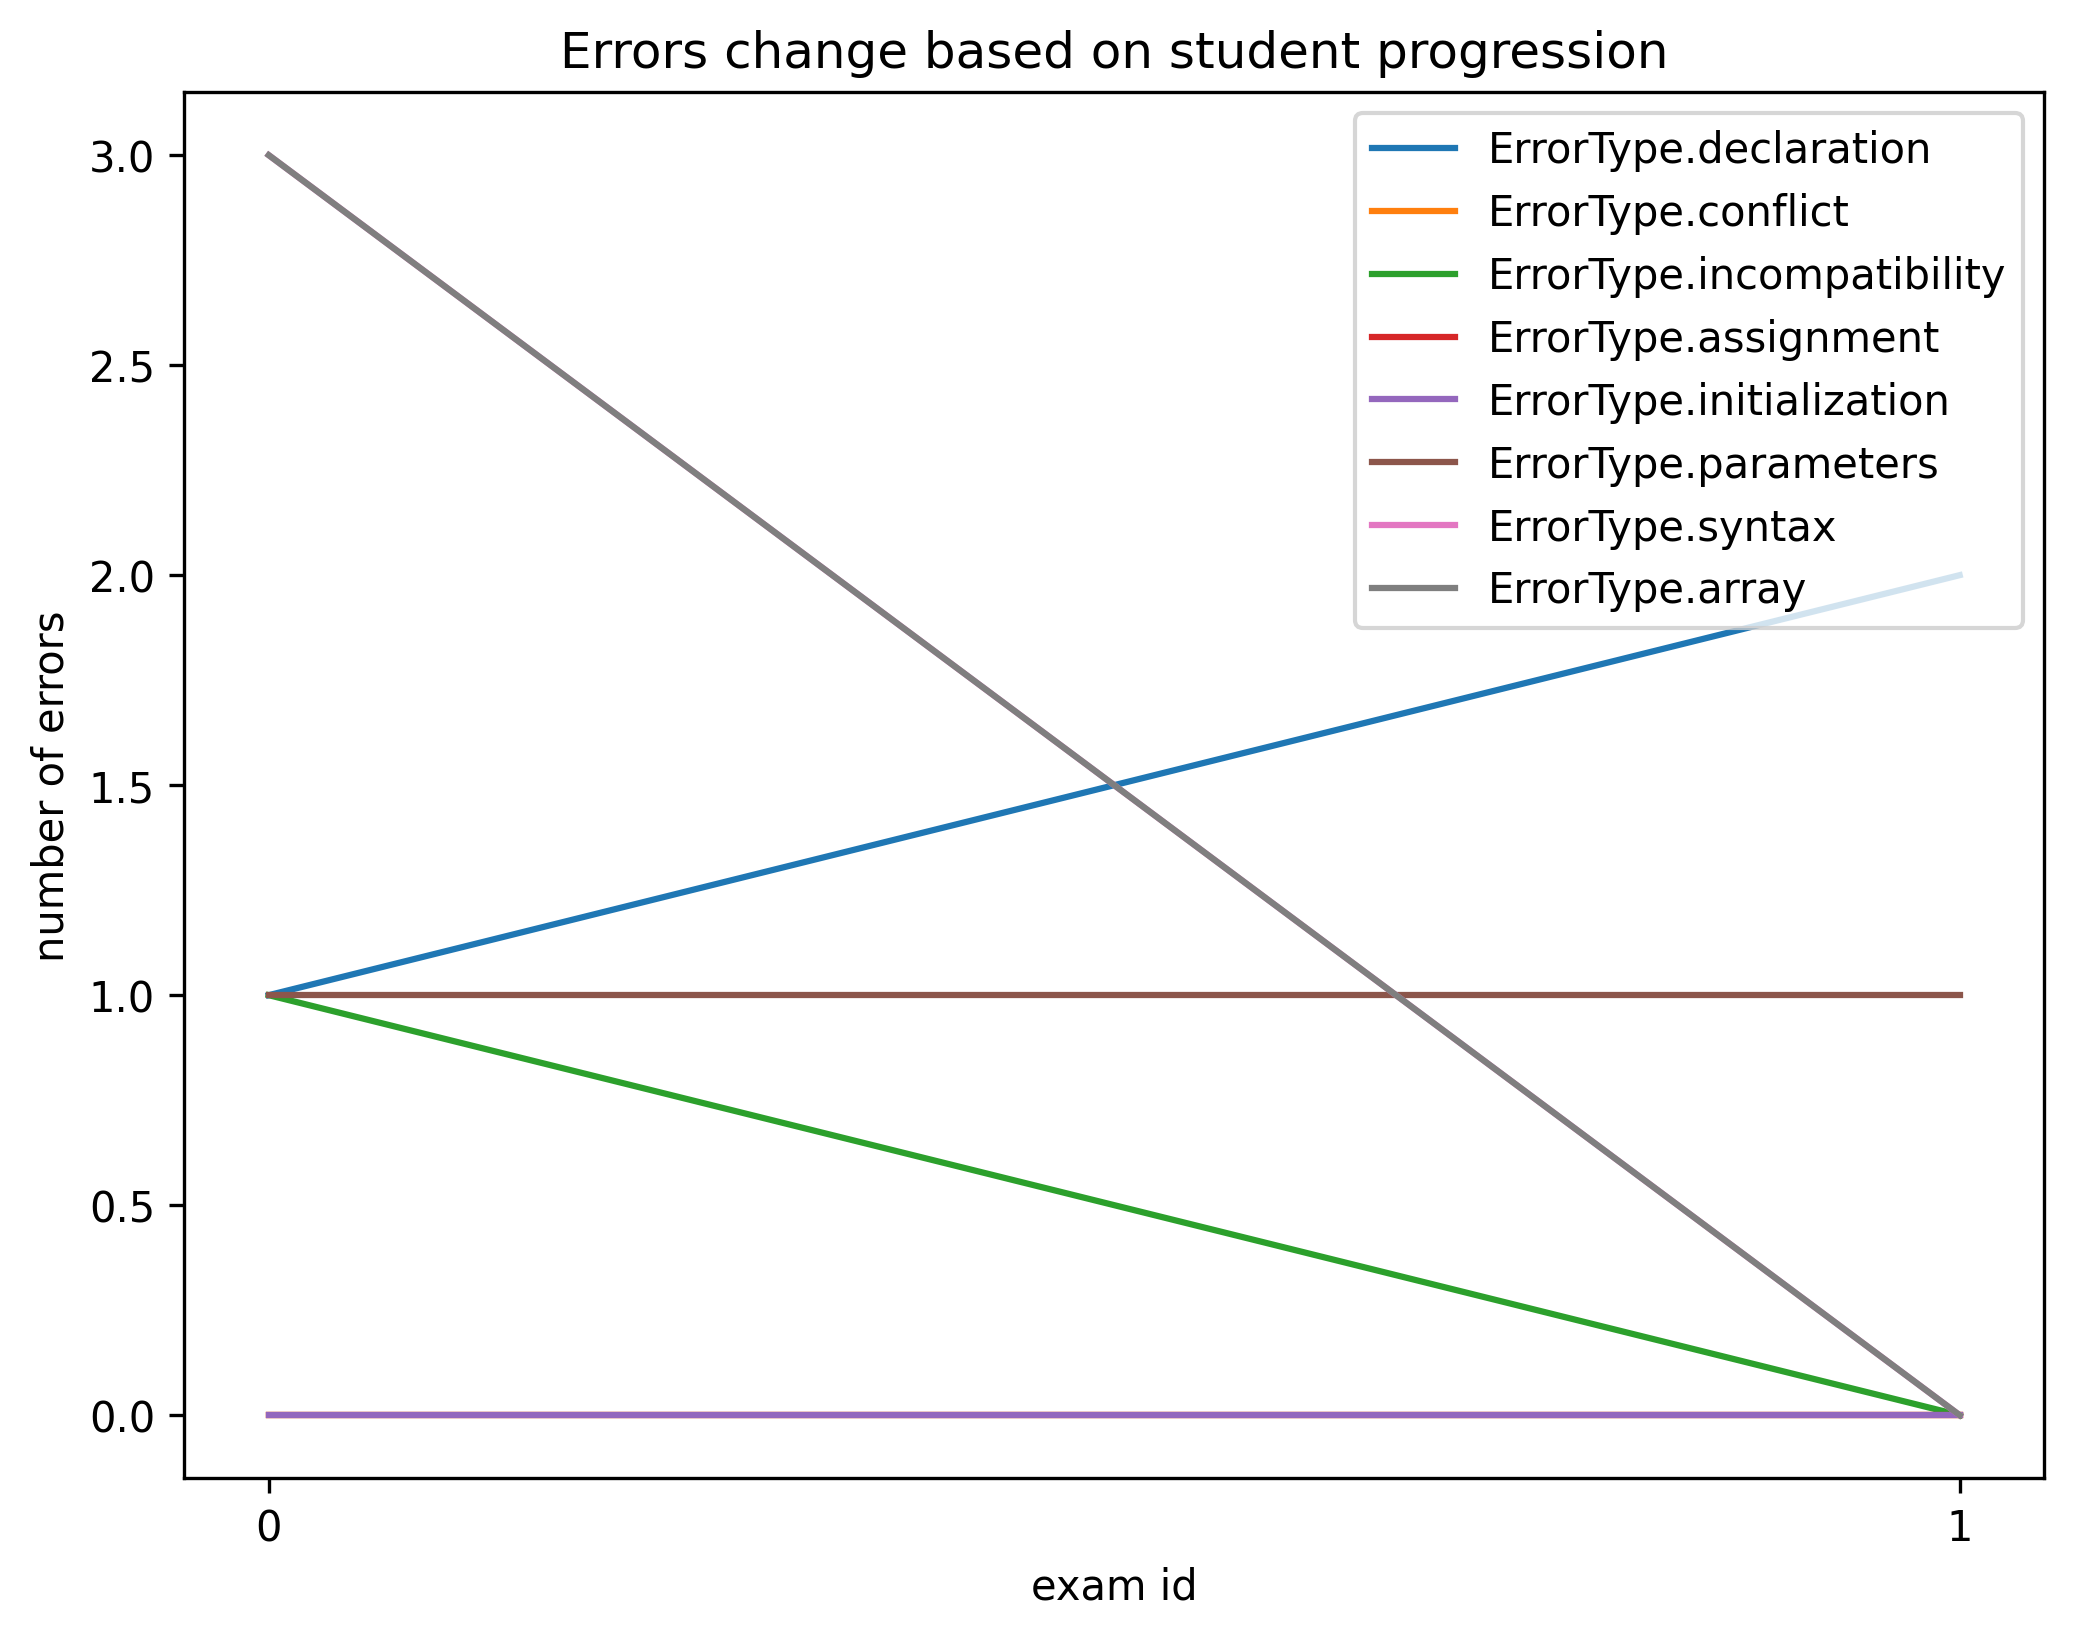 Errors change based on student progression
3.0
2.5
2.0
1.5
1.0
0.5
0.0
number of errors
ErrorType.declaration
ErrorType.conflict
ErrorType.incompatibility
ErrorType.assignment
ErrorType.initialization
ErrorType.parameters
ErrorType.syntax
ErrorType.array
0 1
exam id